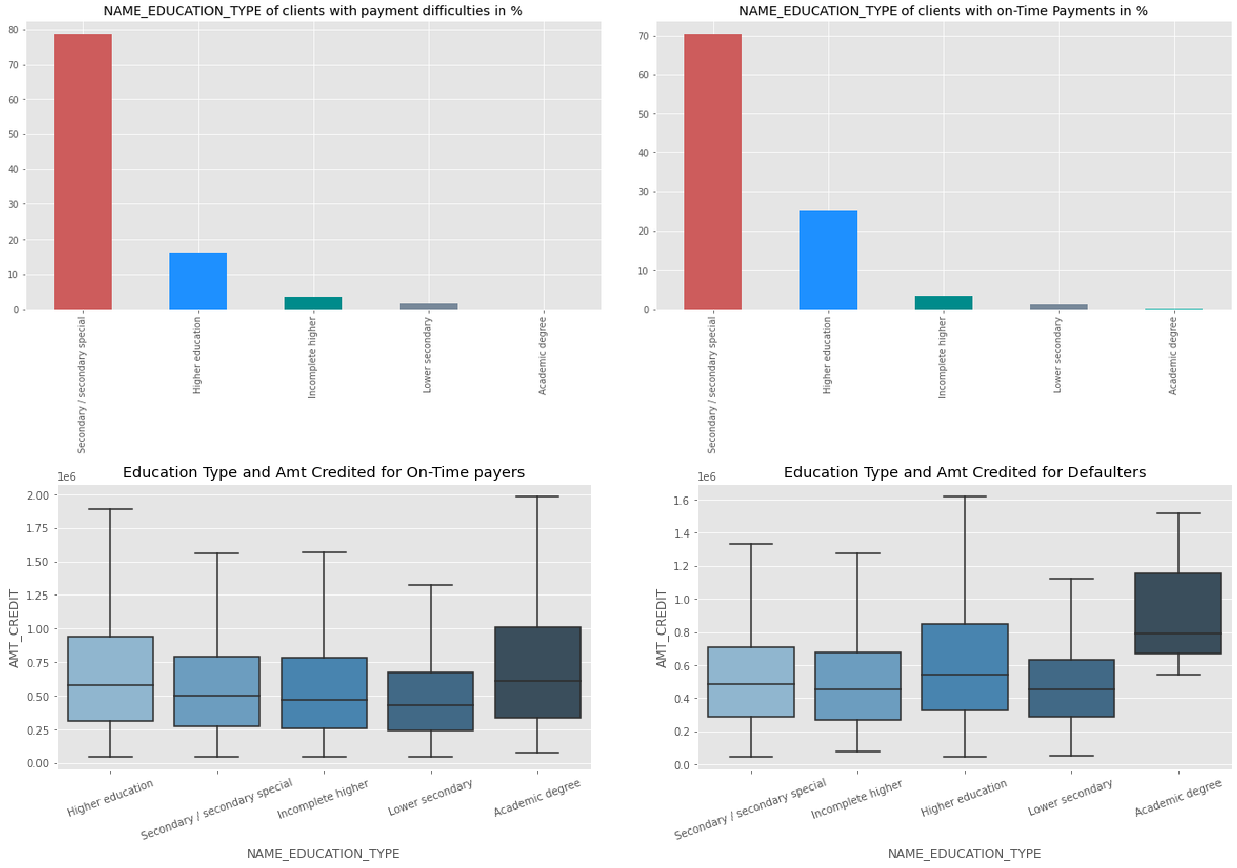 NAME_EDUCATION_TYPE of clients with payment difficulties in %
80
70
60
50
40
30
20
10
0
Secondary / secondary special
Higher education
Incomplete higher
Lower secondary
Academic degree
NAME_EDUCATION_TYPE of clients with on-Time Payments in %
70
60
50
40
30
20
10
0
Secondary / secondary special
Higher education
Incomplete higher
Lower secondary
Academic degree
Education Type and Amt Credited for On-Time payers
1e6
2.00
1.75
1.50
1.25
1.00
0.75
0.50
0.25
0.00
AMT_CREDIT
Higher education
Secondary / secondary special
Incomplete higher
Lower secondary
Academic degree
NAME_EDUCATION_TYPE
Education Type and Amt Credited for Defaulters
1e6
1.6
1.4
1.2
1.0
0.8
0.6
0.4
0.2
0.0
AMT_CREDIT
Secondary / secondary special
Incomplete higher
Higher education
Lower secondary
Academic degree
NAME_EDUCATION_TYPE